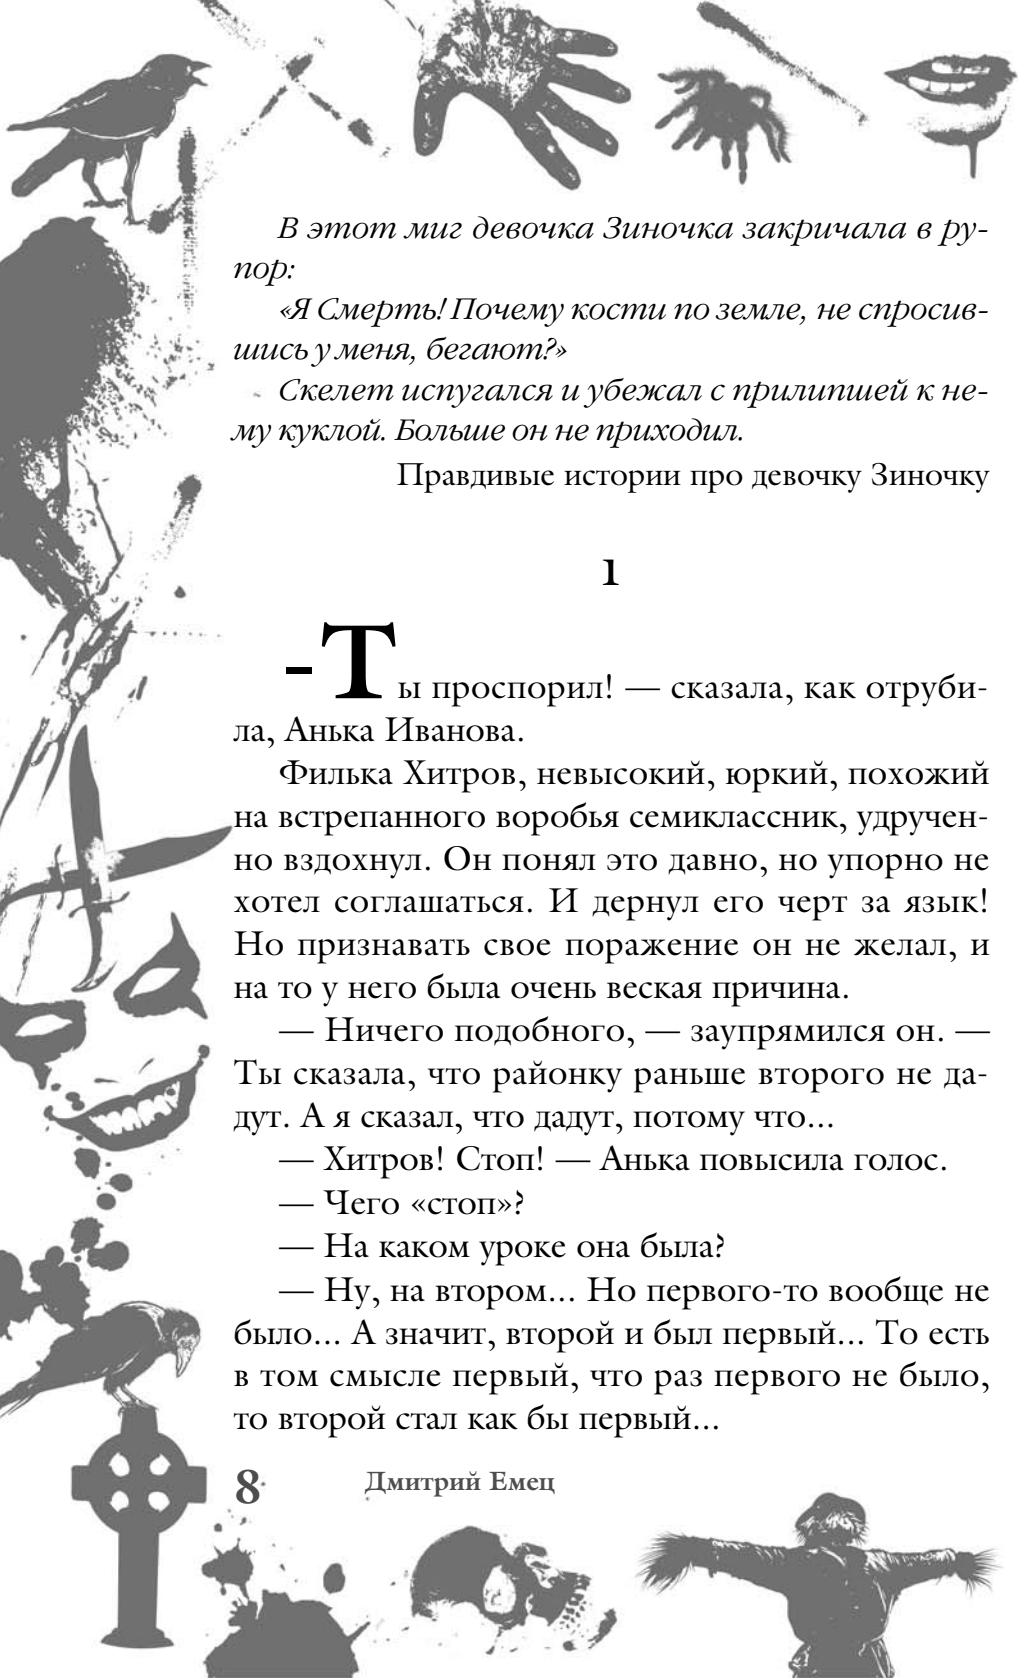 В этот миг девочка Зиночка закричала в ру-
пор:
«Я Смерть! Почему кости по земле, не спросив-
шись у меня, бегают?»
Скелет испугался и убежал с прилипшей к не-
му куклой. Больше он не приходил.
Правдивые истории про девочку Зиночку
1
-Ты проспорил! — сказала, как отруби-
ла, Анька Иванова.
Филька Хитров, невысокий, юркий, похожий
на встрепанного воробья семиклассник, удручен-
но вздохнул. Он понял это давно, но упорно не
хотел соглашаться. И дернул его черт за язык!
Но признавать свое поражение он не желал, и
на то у него была очень веская причина.
— Ничего подобного, — заупрямился он. —
Ты сказала, что районку раньше второго не да-
дут. А я сказал, что дадут, потому что...
— Хитров! Стоп! — Анька повысила голос.
— Чего «стоп»?
— На каком уроке она была?
— Ну, на втором... Но первого-то вообще не
было... А значит, второй и был первый... То есть
в том смысле первый, что раз первого не было,
то второй стал как бы первый...
8
Дмитрий Емец